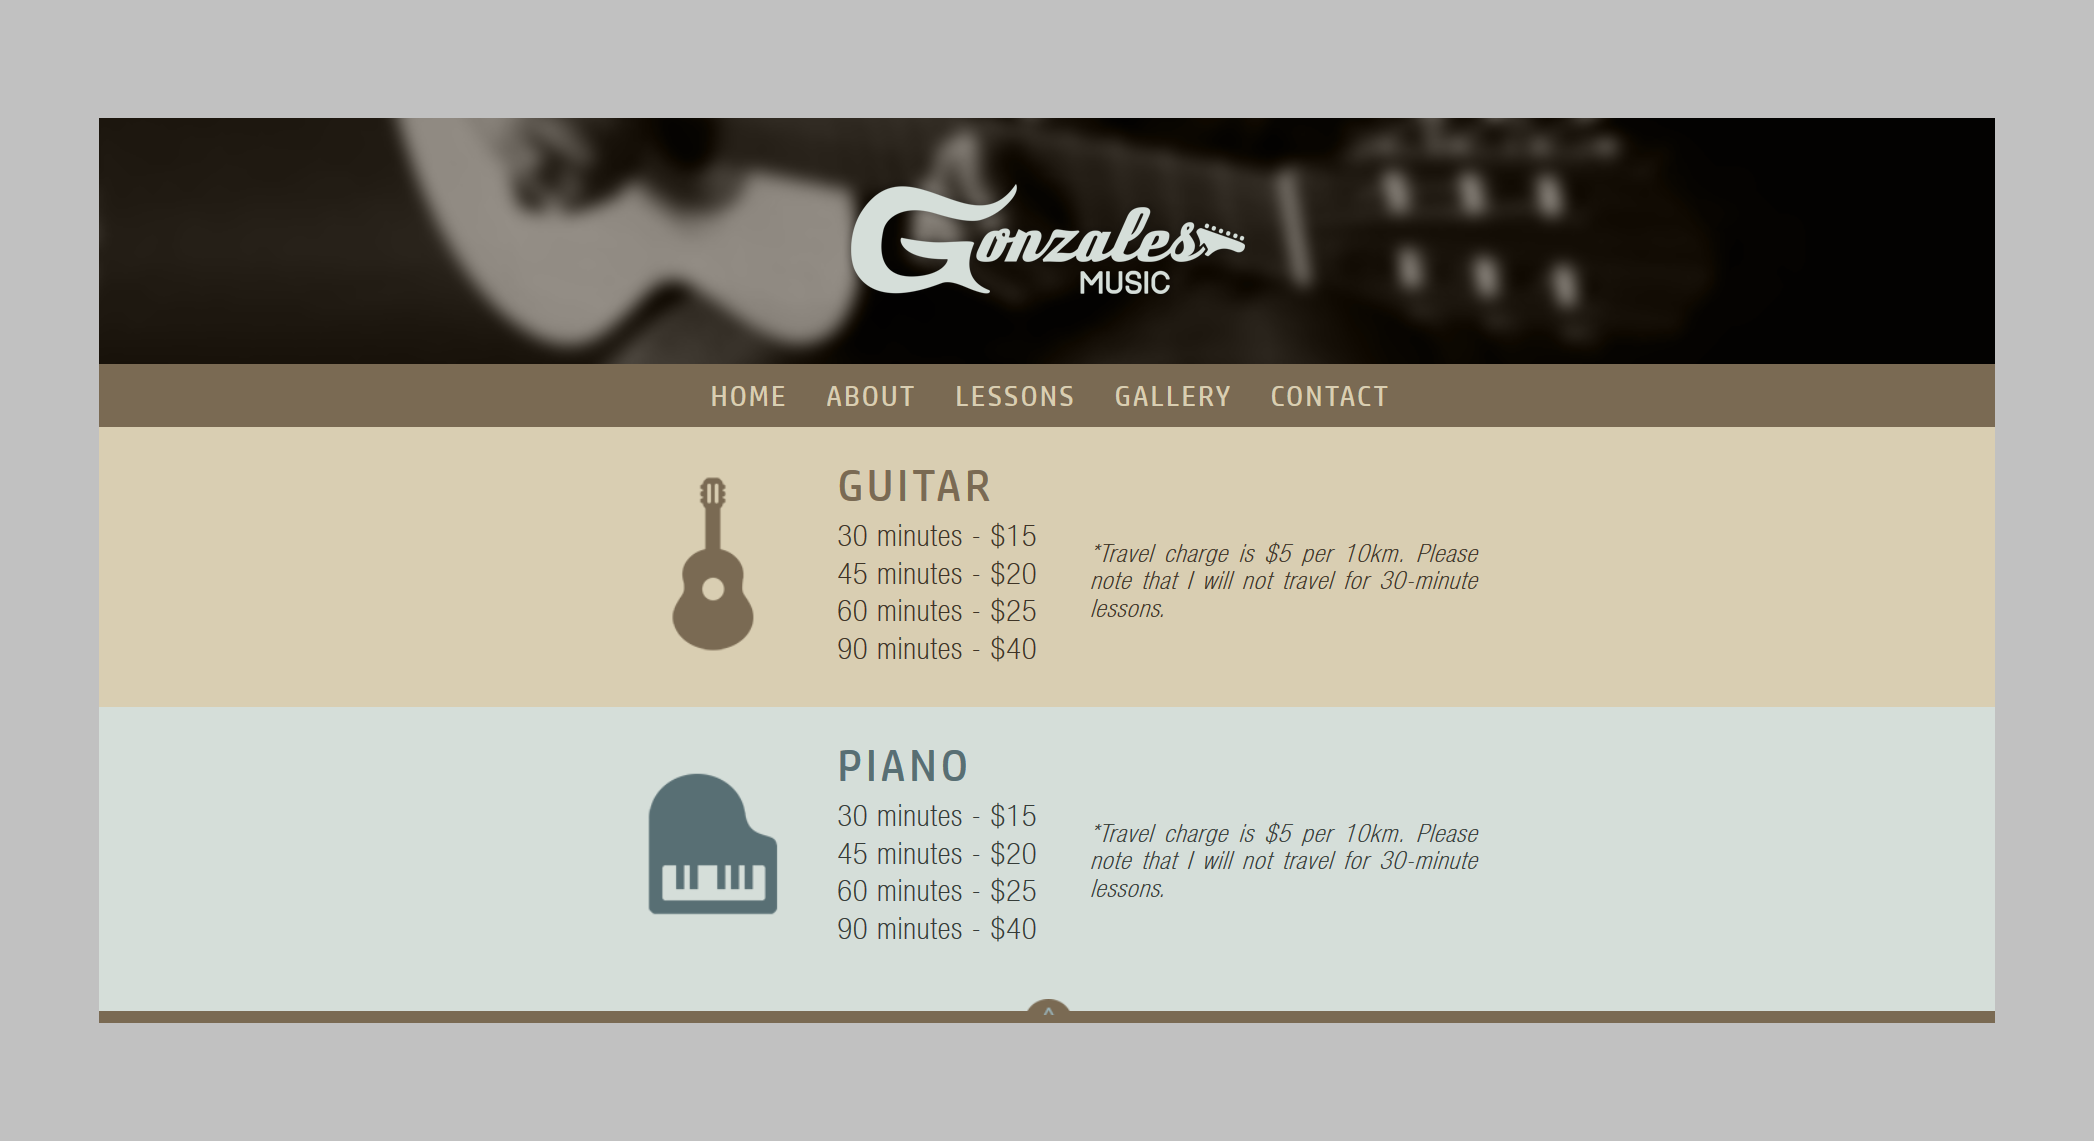 Gonzales
MUSIC
HOME ABOUT LESSONS GALLERY CONTACT
GUITAR
30 minutes - $15
45 minutes - $20
60 minutes - $25
90 minutes - $40
*Travel charge is $5 per 10km. Please
note that I will not travel for 30-minute
lessons.
PIANO
30 minutes - $15
45 minutes - $20
60 minutes - $25
90 minutes - $40
*Travel charge is $5 per 10km. Please
note that I will not travel for 30-minute
lessons.
^